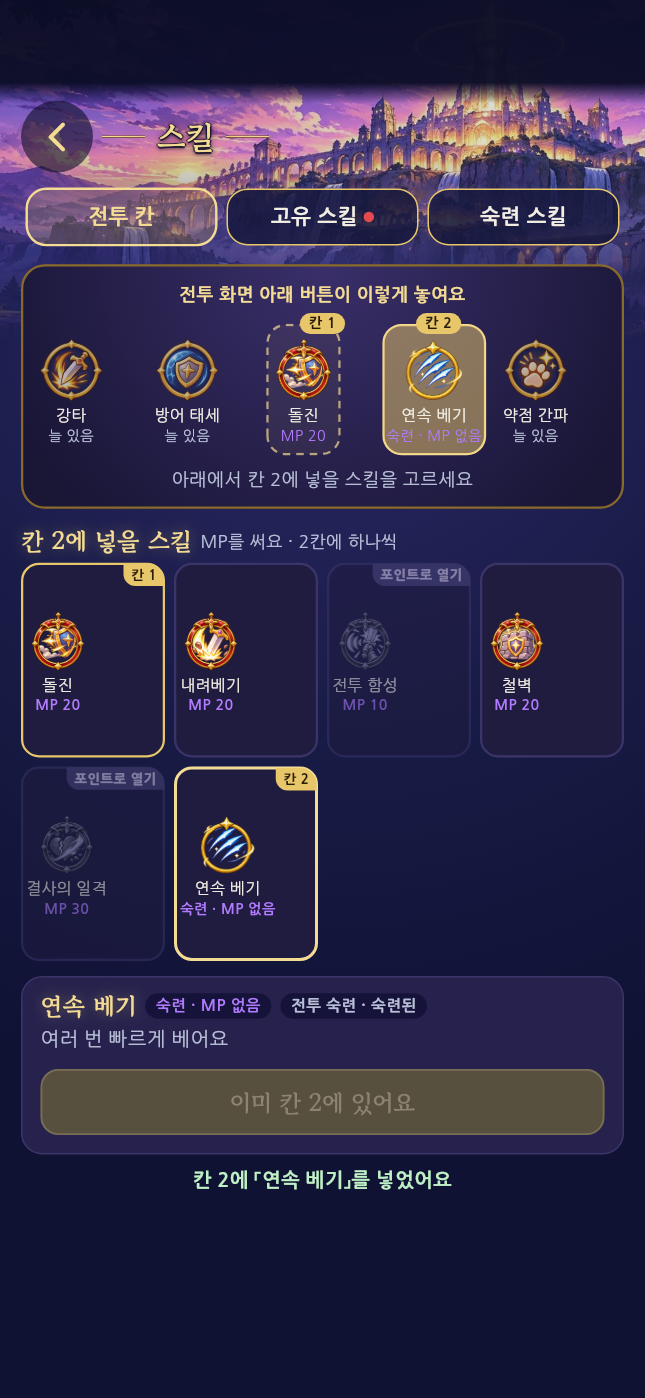 스킬
전투 칸
고유 스킬
숙련 스킬
전투 화면 아래 버튼이 이렇게 놓여요
칸 1
칸 2
강타
방어 태세
돌진
연속 베기
약점 간파
늘 있음
늘 있음
MP 20
숙련 · MP 없음
늘 있음
아래에서 칸 2에 넣을 스킬을 고르세요
칸 2에 넣을 스킬 MP를 써요 · 2칸에 하나씩
칸 1
포인트로 열기
돌진
내려베기
전투 함성
철벽
MP 20
MP 20
MP 10
MP 20
포인트로 열기
칸 2
결사의 일격
연속 베기
MP 30
숙련 · MP 없음
연속 베기 숙련 · MP 없음 전투 숙련 · 숙련된
여러 번 빠르게 베어요
이미 칸 2에 있어요
칸 2에 「연속 베기」를 넣었어요